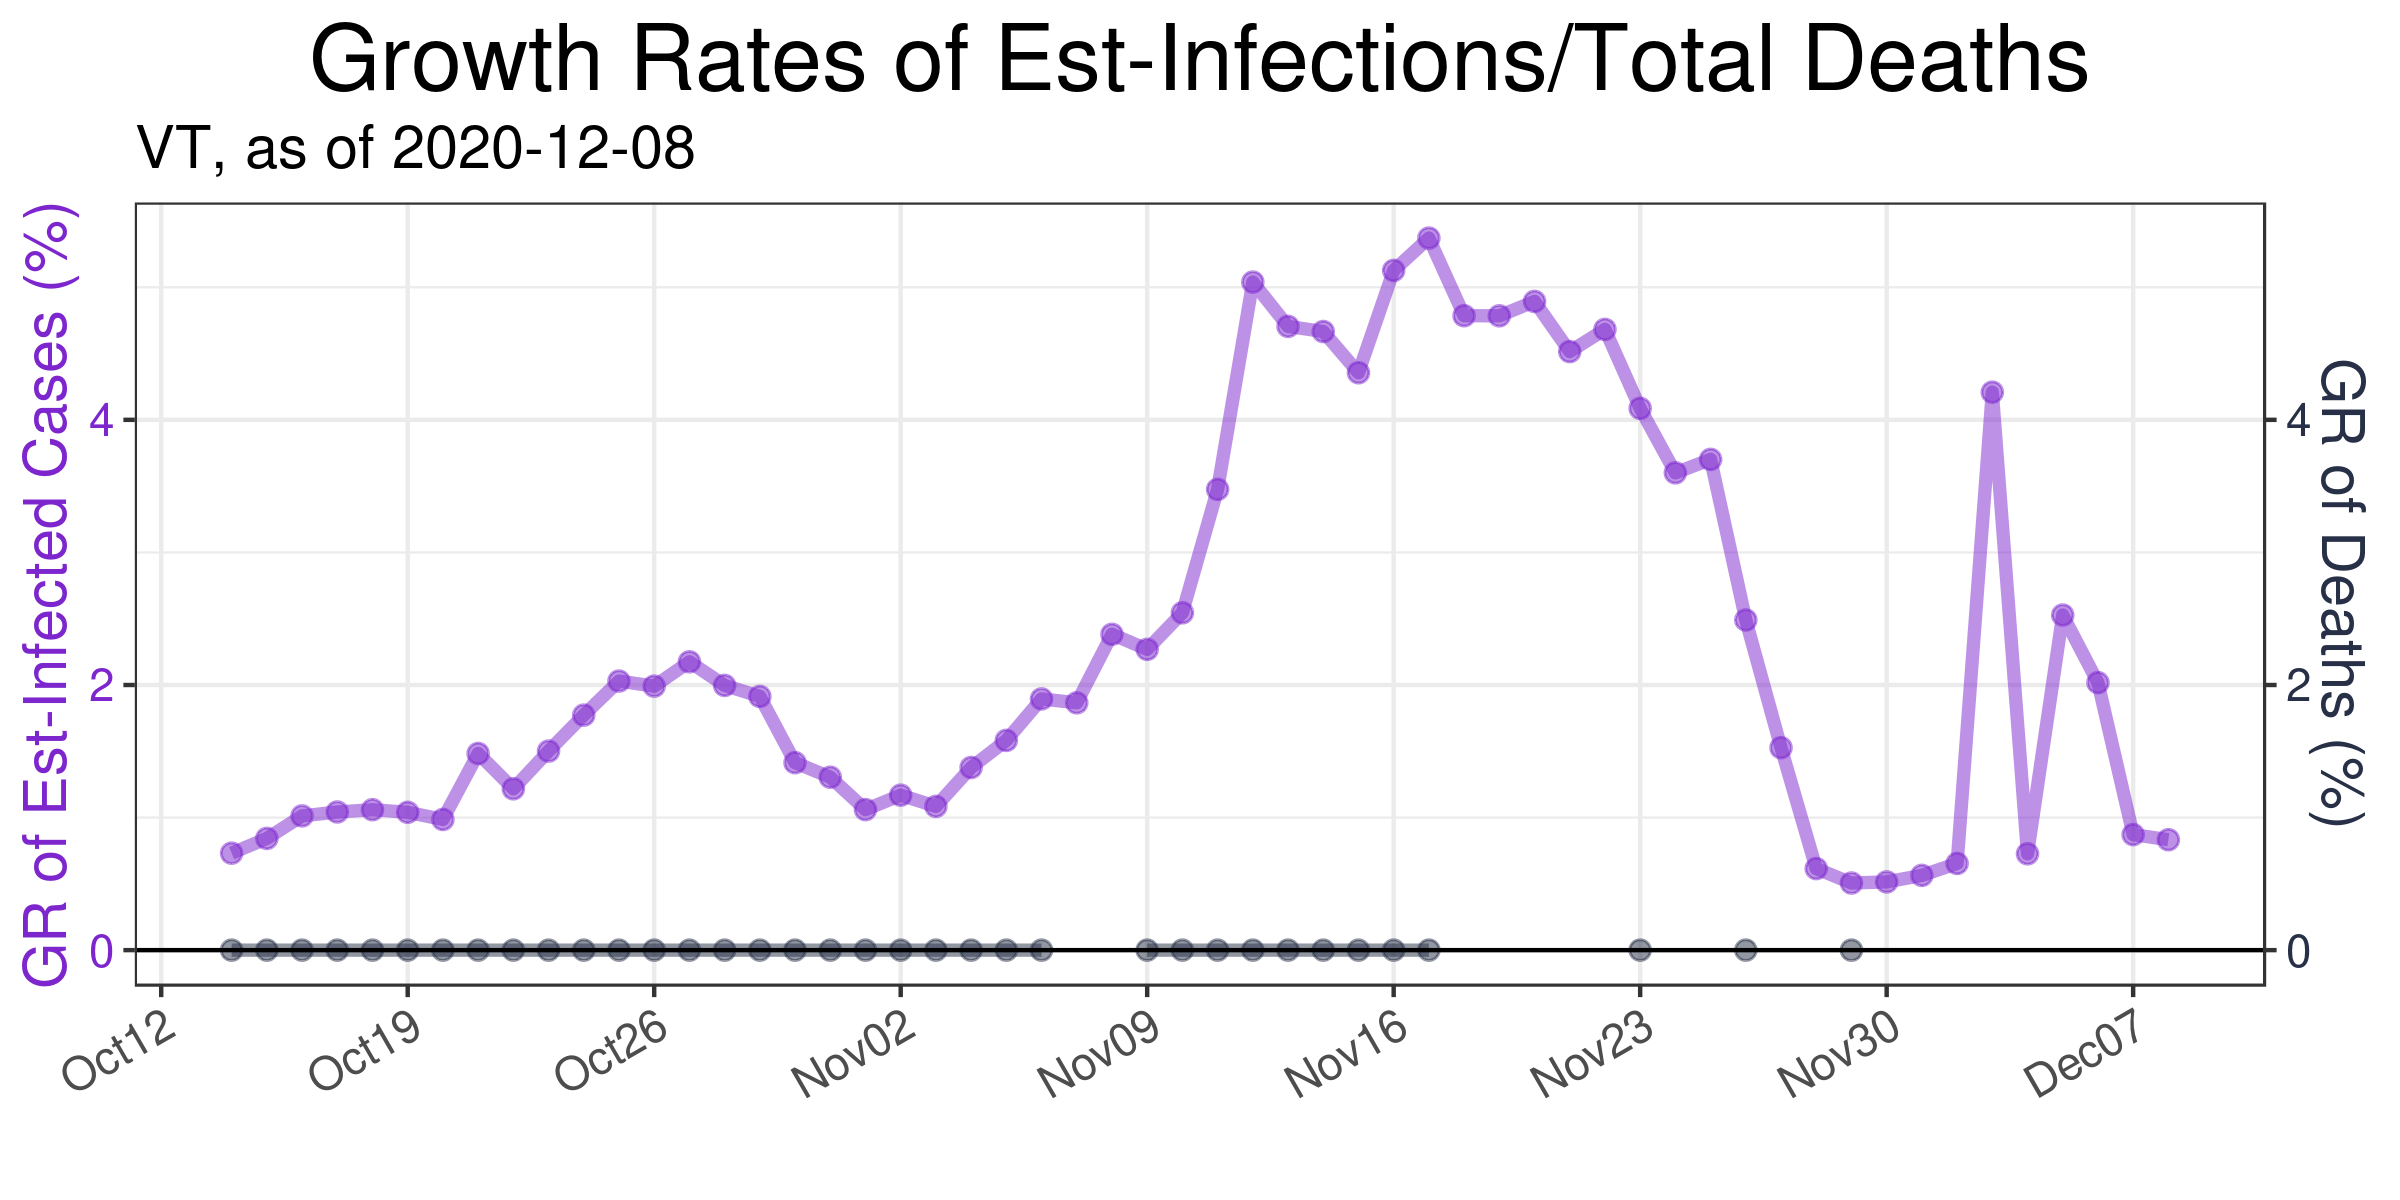 Growth Rates of Est-Infections/Total Deaths
VT, as of 2020-12-08
GR of Est-Infected Cases (%)
4
2
0
4
2
0
GR of Deaths (%)
Oct12
Oct19
Oct26
Nov02
Nov09
Nov16
Nov23
Nov30
Dec07